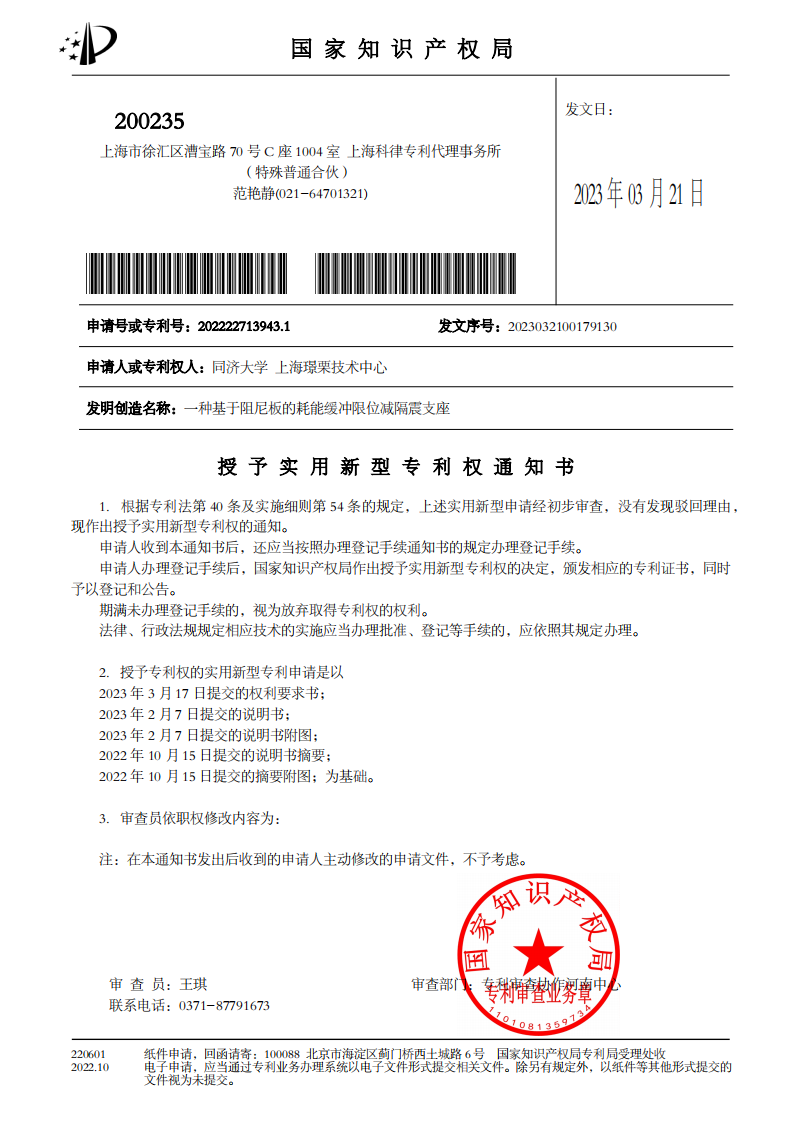 国家知识产权局
200235
上海市徐汇区漕宝路 70 号 C 座 1004 室 上海科律专利代理事务所
（特殊普通合伙）
范艳静(021-64701321)
发文日：
2023 年 03 月 21 日
申请号或专利号：202222713943.1
发文序号：2023032100179130
申请人或专利权人：同济大学 上海璟栗技术中心
发明创造名称：一种基于阻尼板的耗能缓冲限位减隔震支座
授予实用新型专利权通知书
1. 根据专利法第 40 条及实施细则第 54 条的规定，上述实用新型申请经初步审查，没有发现驳回理由，
现作出授予实用新型专利权的通知。
申请人收到本通知书后，还应当按照办理登记手续通知书的规定办理登记手续。
申请人办理登记手续后，国家知识产权局作出授予实用新型专利权的决定，颁发相应的专利证书，同时
予以登记和公告。
期满未办理登记手续的，视为放弃取得专利权的权利。
法律、行政法规规定相应技术的实施应当办理批准、登记等手续的，应依照其规定办理。
2. 授予专利权的实用新型专利申请是以
2023 年 3 月 17 日提交的权利要求书；
2023 年 2 月 7 日提交的说明书；
2023 年 2 月 7 日提交的说明书附图；
2022 年 10 月 15 日提交的说明书摘要；
2022 年 10 月 15 日提交的摘要附图；为基础。
3. 审查员依职权修改内容为：
注：在本通知书发出后收到的申请人主动修改的申请文件，不予考虑。
国家知识产权局
审 查 员：王琪
审查部门：专利审查协作河南中心
专利审查业务章
联系电话：0371-87791673
1101081359734
220601
2022.10
纸件申请，回函请寄：100088 北京市海淀区蓟门桥西土城路 6 号 国家知识产权局专利局受理处收
电子申请，应当通过专利业务办理系统以电子文件形式提交相关文件。除另有规定外，以纸件等其他形式提交的
文件视为未提交。